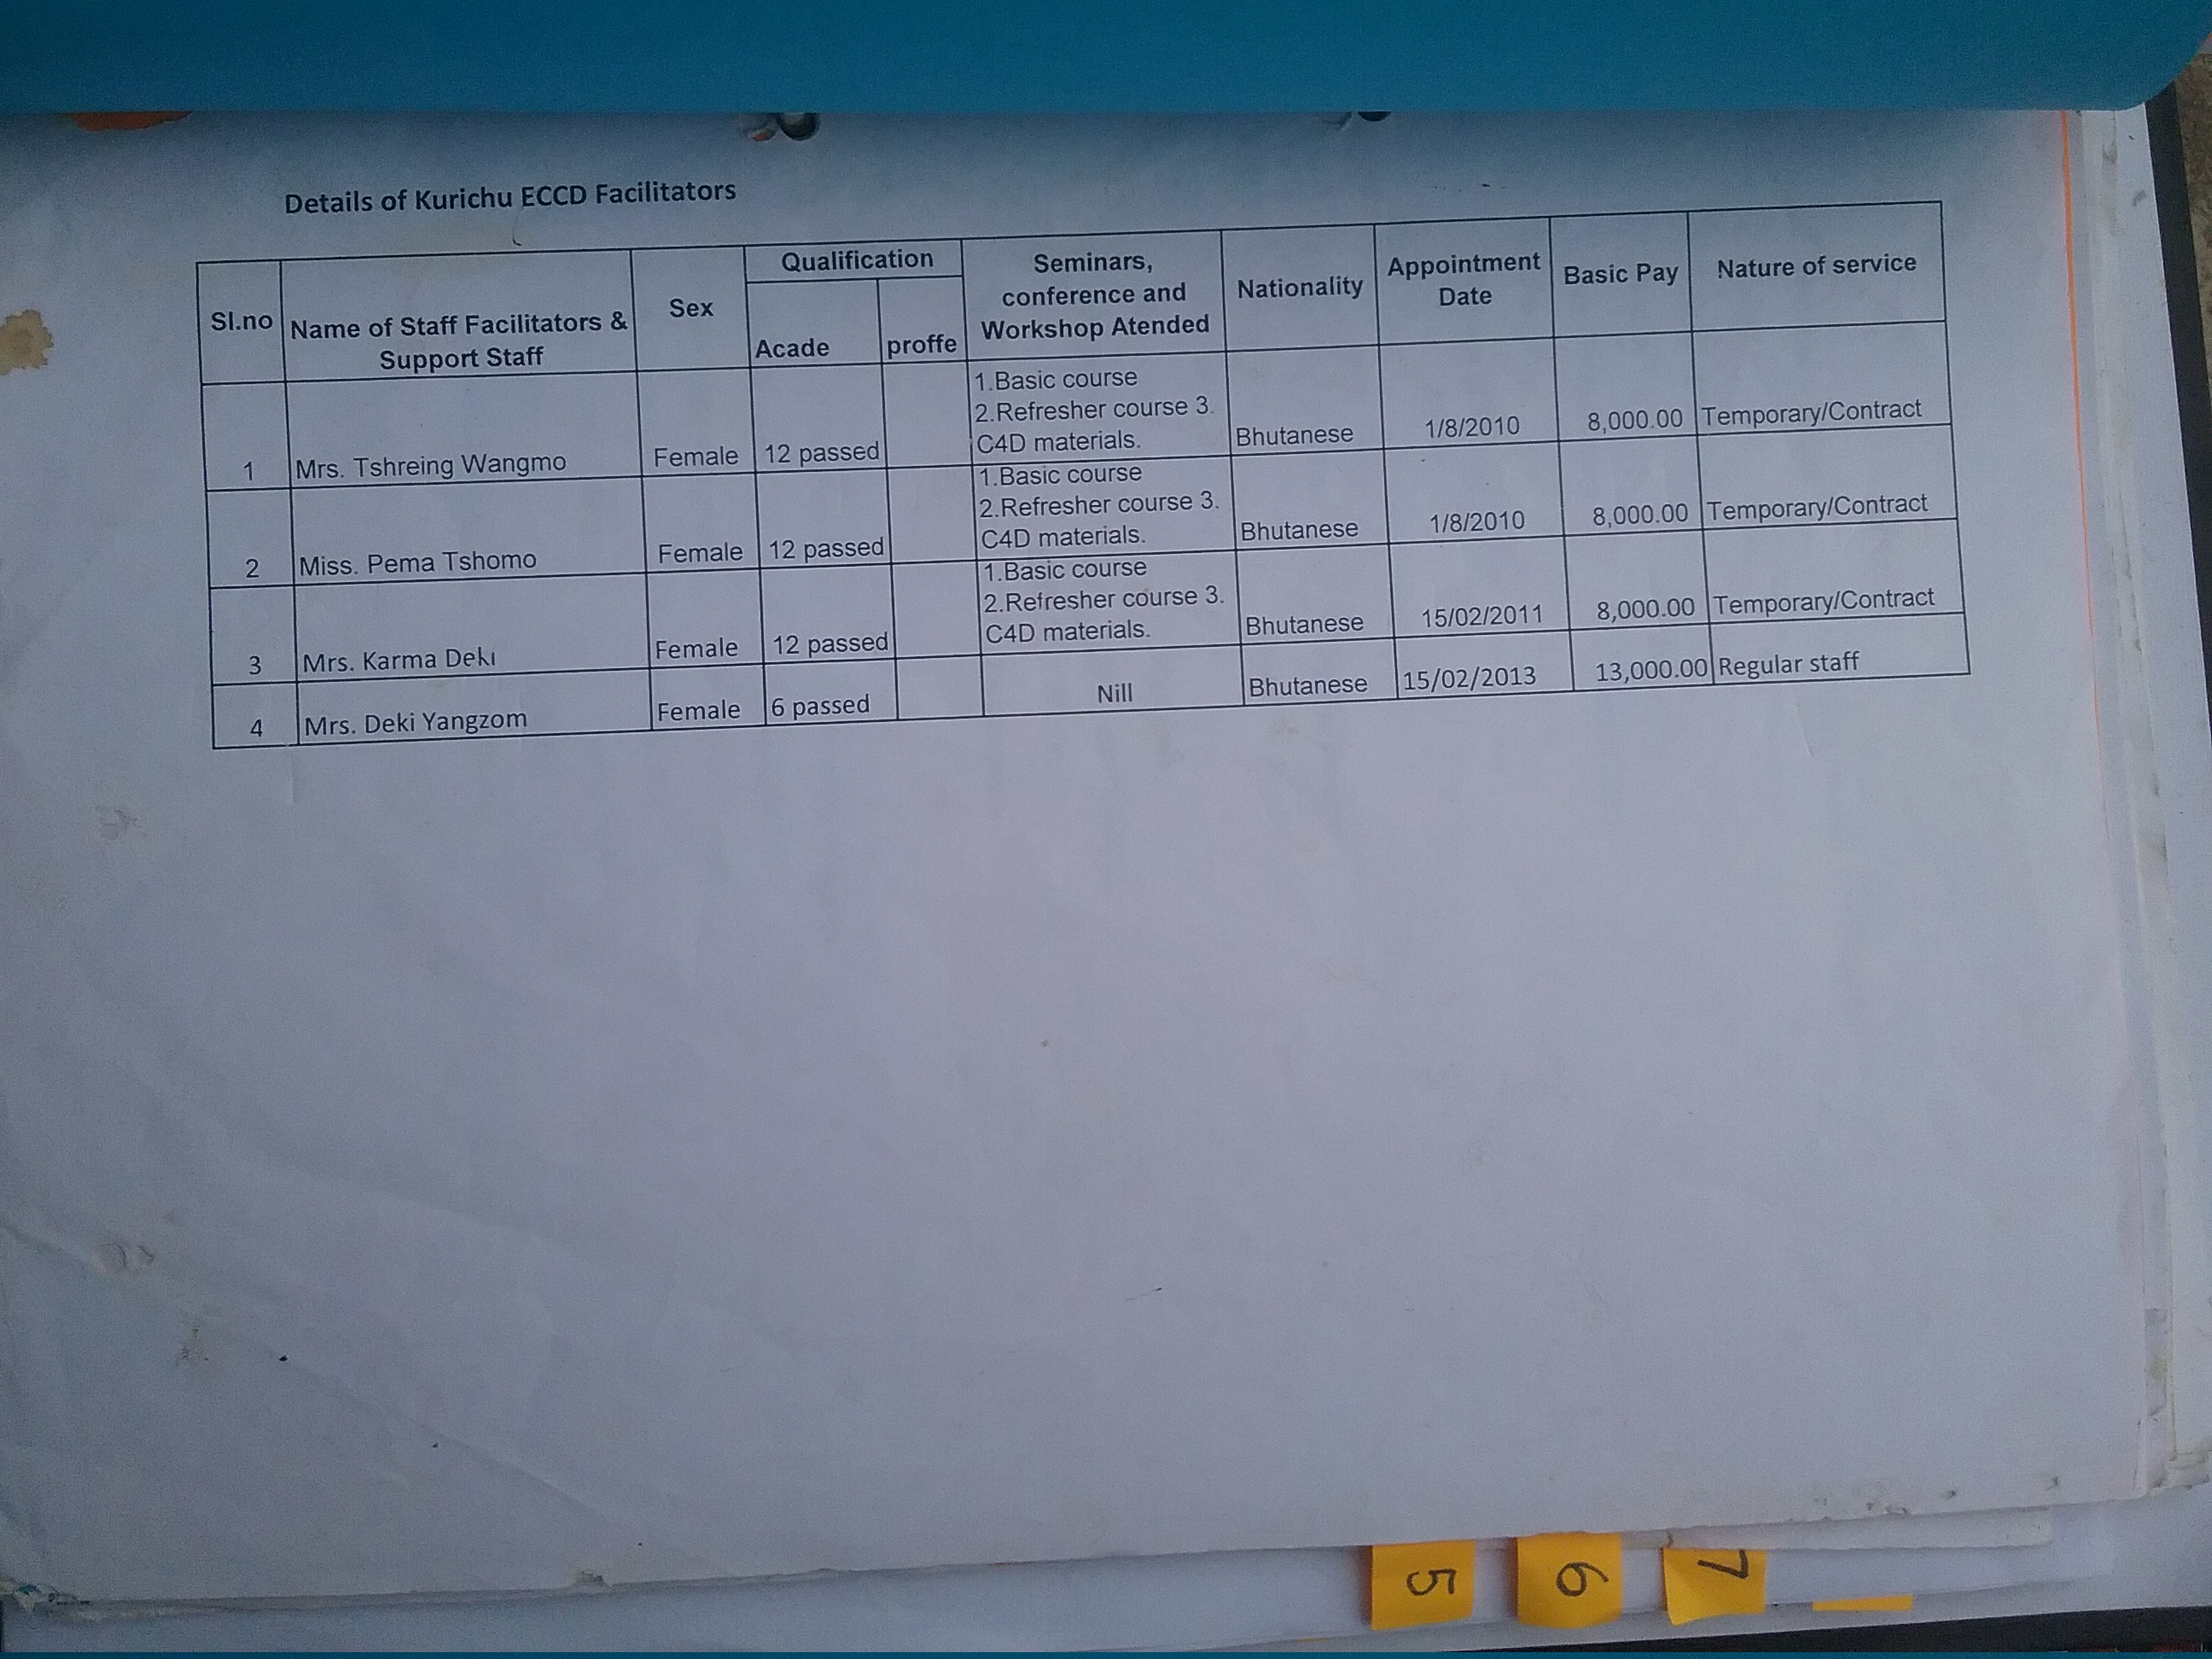 Details of Kurichu ECCD Facilitators
Sl.no Name of Staff Facilitators & Support Staff Sex Qualification Acade proffe Seminars, conference and Workshop Atended Nationality Appointment Date Basic Pay Nature of service
1 Mrs. Tshreing Wangmo Female 12 passed 1.Basic course 2.Refresher course 3. C4D materials. Bhutanese 1/8/2010 8,000.00 Temporary/Contract
2 Miss. Pema Tshomo Female 12 passed 1.Basic course 2.Refresher course 3. C4D materials. Bhutanese 1/8/2010 8,000.00 Temporary/Contract
3 Mrs. Karma Deki Female 12 passed 1.Basic course 2.Refresher course 3. C4D materials. Bhutanese 15/02/2011 8,000.00 Temporary/Contract
4 Mrs. Deki Yangzom Female 6 passed Nill Bhutanese 15/02/2013 13,000.00 Regular staff
5 6 7